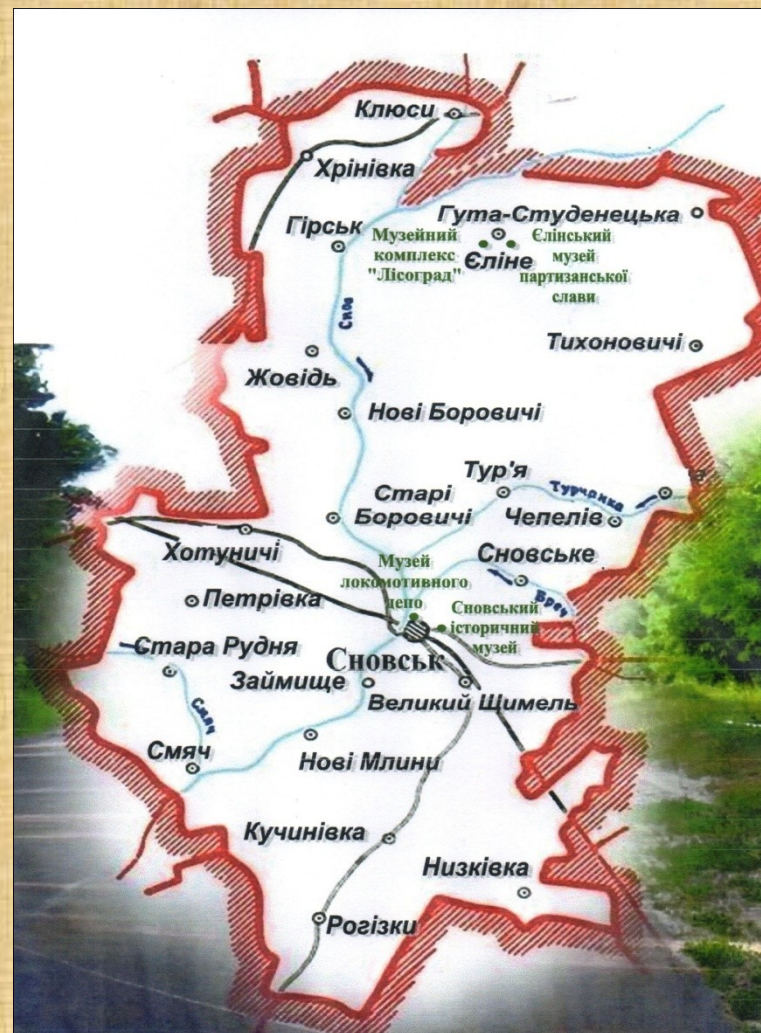 Клюси
Хрінівка
Гута-Студенецька
Гірськ
Музейний
комплекс
"Лісоград"
Єліне
Єлінський
музей
партизанської
слави
Снов
Тихоновичі
Жовідь
Нові Боровичі
Тур'я
Турчанка
Старі
Боровичі
Чепелів
Хотуничі
Сновське
Музей
локомотивного
депо
Бреч
Петрівка
Сновський
історичний
музей
Стара Рудня
Сновськ
Займище
Великий Щимель
Смяч
Нові Млини
Смяч
Кучинівка
Низківка
Рогізки